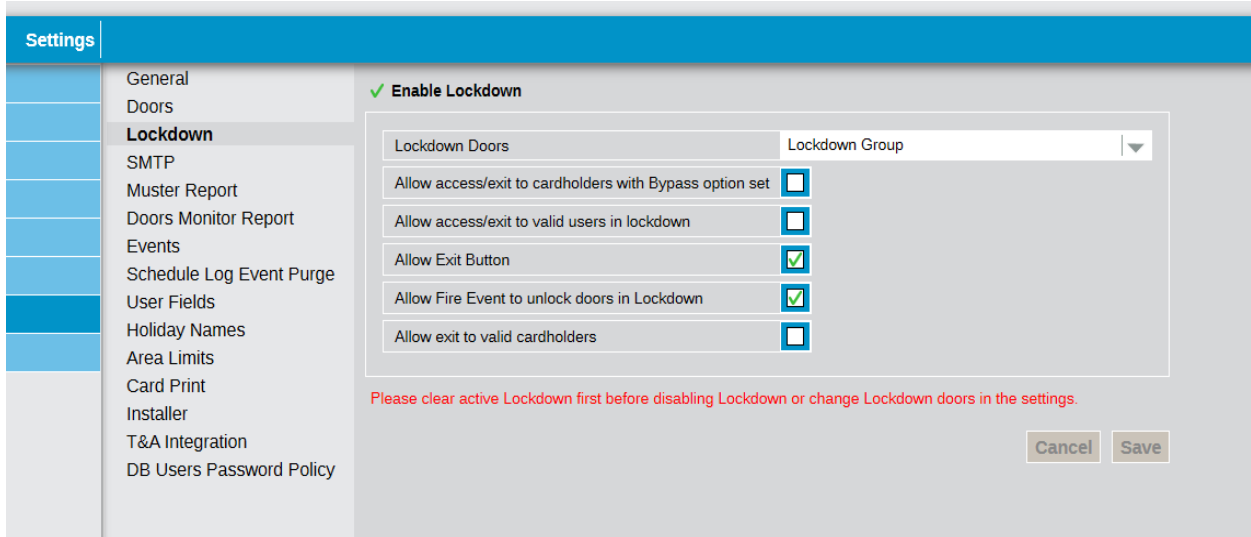 Settings
General
Doors
Lockdown
SMTP
Muster Report
Doors Monitor Report
Events
Schedule Log Event Purge
User Fields
Holiday Names
Area Limits
Card Print
Installer
T&A Integration
DB Users Password Policy
Enable Lockdown
Lockdown Doors Lockdown Group
Allow access/exit to cardholders with Bypass option set
Allow access/exit to valid users in lockdown
Allow Exit Button
Allow Fire Event to unlock doors in Lockdown
Allow exit to valid cardholders
Please clear active Lockdown first before disabling Lockdown or change Lockdown doors in the settings.
Cancel Save